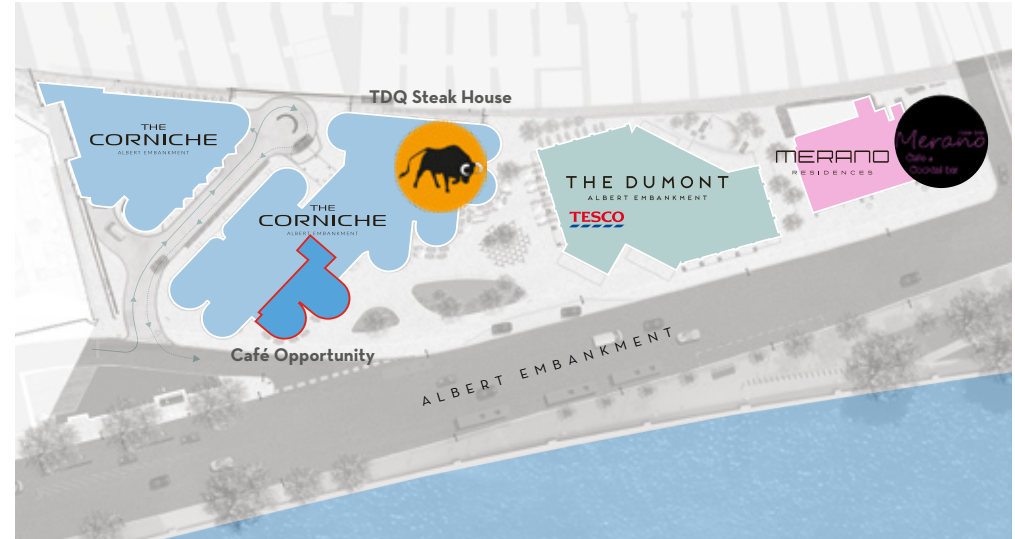 TDQ Steak House
THE
CORNICHE
ALBERT EMBANKMENT
THE
CORNICHE
ALBERT EMBANKMENT
THE DUMONT
ALBERT EMBANKMENT
TESCO
MERANO
RESIDENCES
Merano
Cafe •
Cocktail bar
Café Opportunity
ALBERT EMBANKMENT